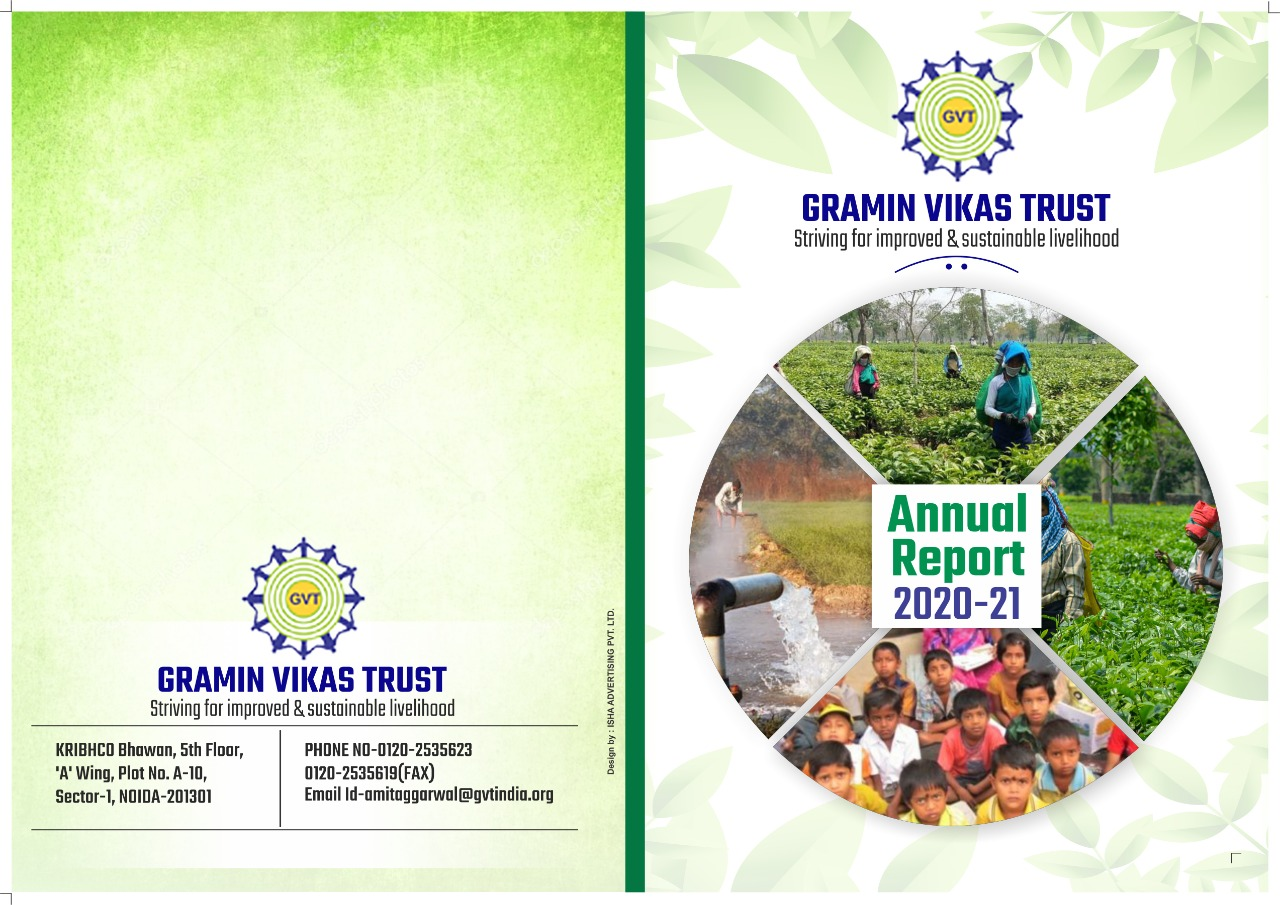 GVT
GRAMIN VIKAS TRUST
Striving for improved & sustainable livelihood
KRIBHCO Bhawan, 5th Floor,
'A' Wing, Plot No. A-10,
Sector-1, NOIDA-201301
PHONE NO-0120-2535623
0120-2535619(FAX)
Email Id-amitaggarwal@gvtindia.org
Design by : ISHA ADVERTISING PVT. LTD.
GVT
GRAMIN VIKAS TRUST
Striving for improved & sustainable livelihood
Annual
Report
2020-21